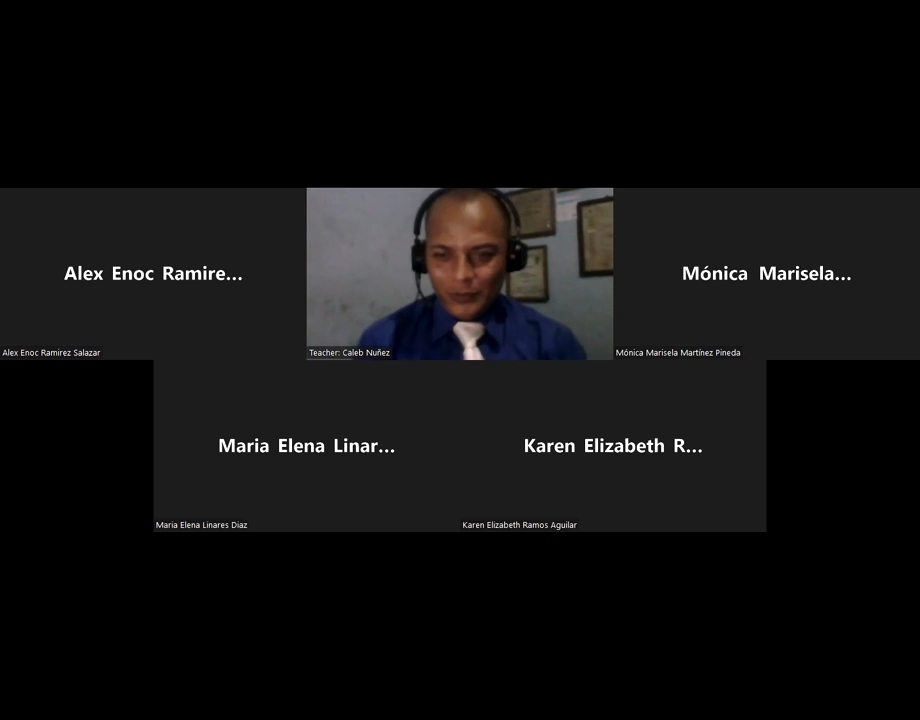 Alex Enoc Ramire...
Mónica Marisela...
Alex Enoc Ramirez Salazar
Teacher: Caleb Nuñez
Mónica Marisela Martínez Pineda
Maria Elena Linar...
Karen Elizabeth R...
Maria Elena Linares Diaz
Karen Elizabeth Ramos Aguilar